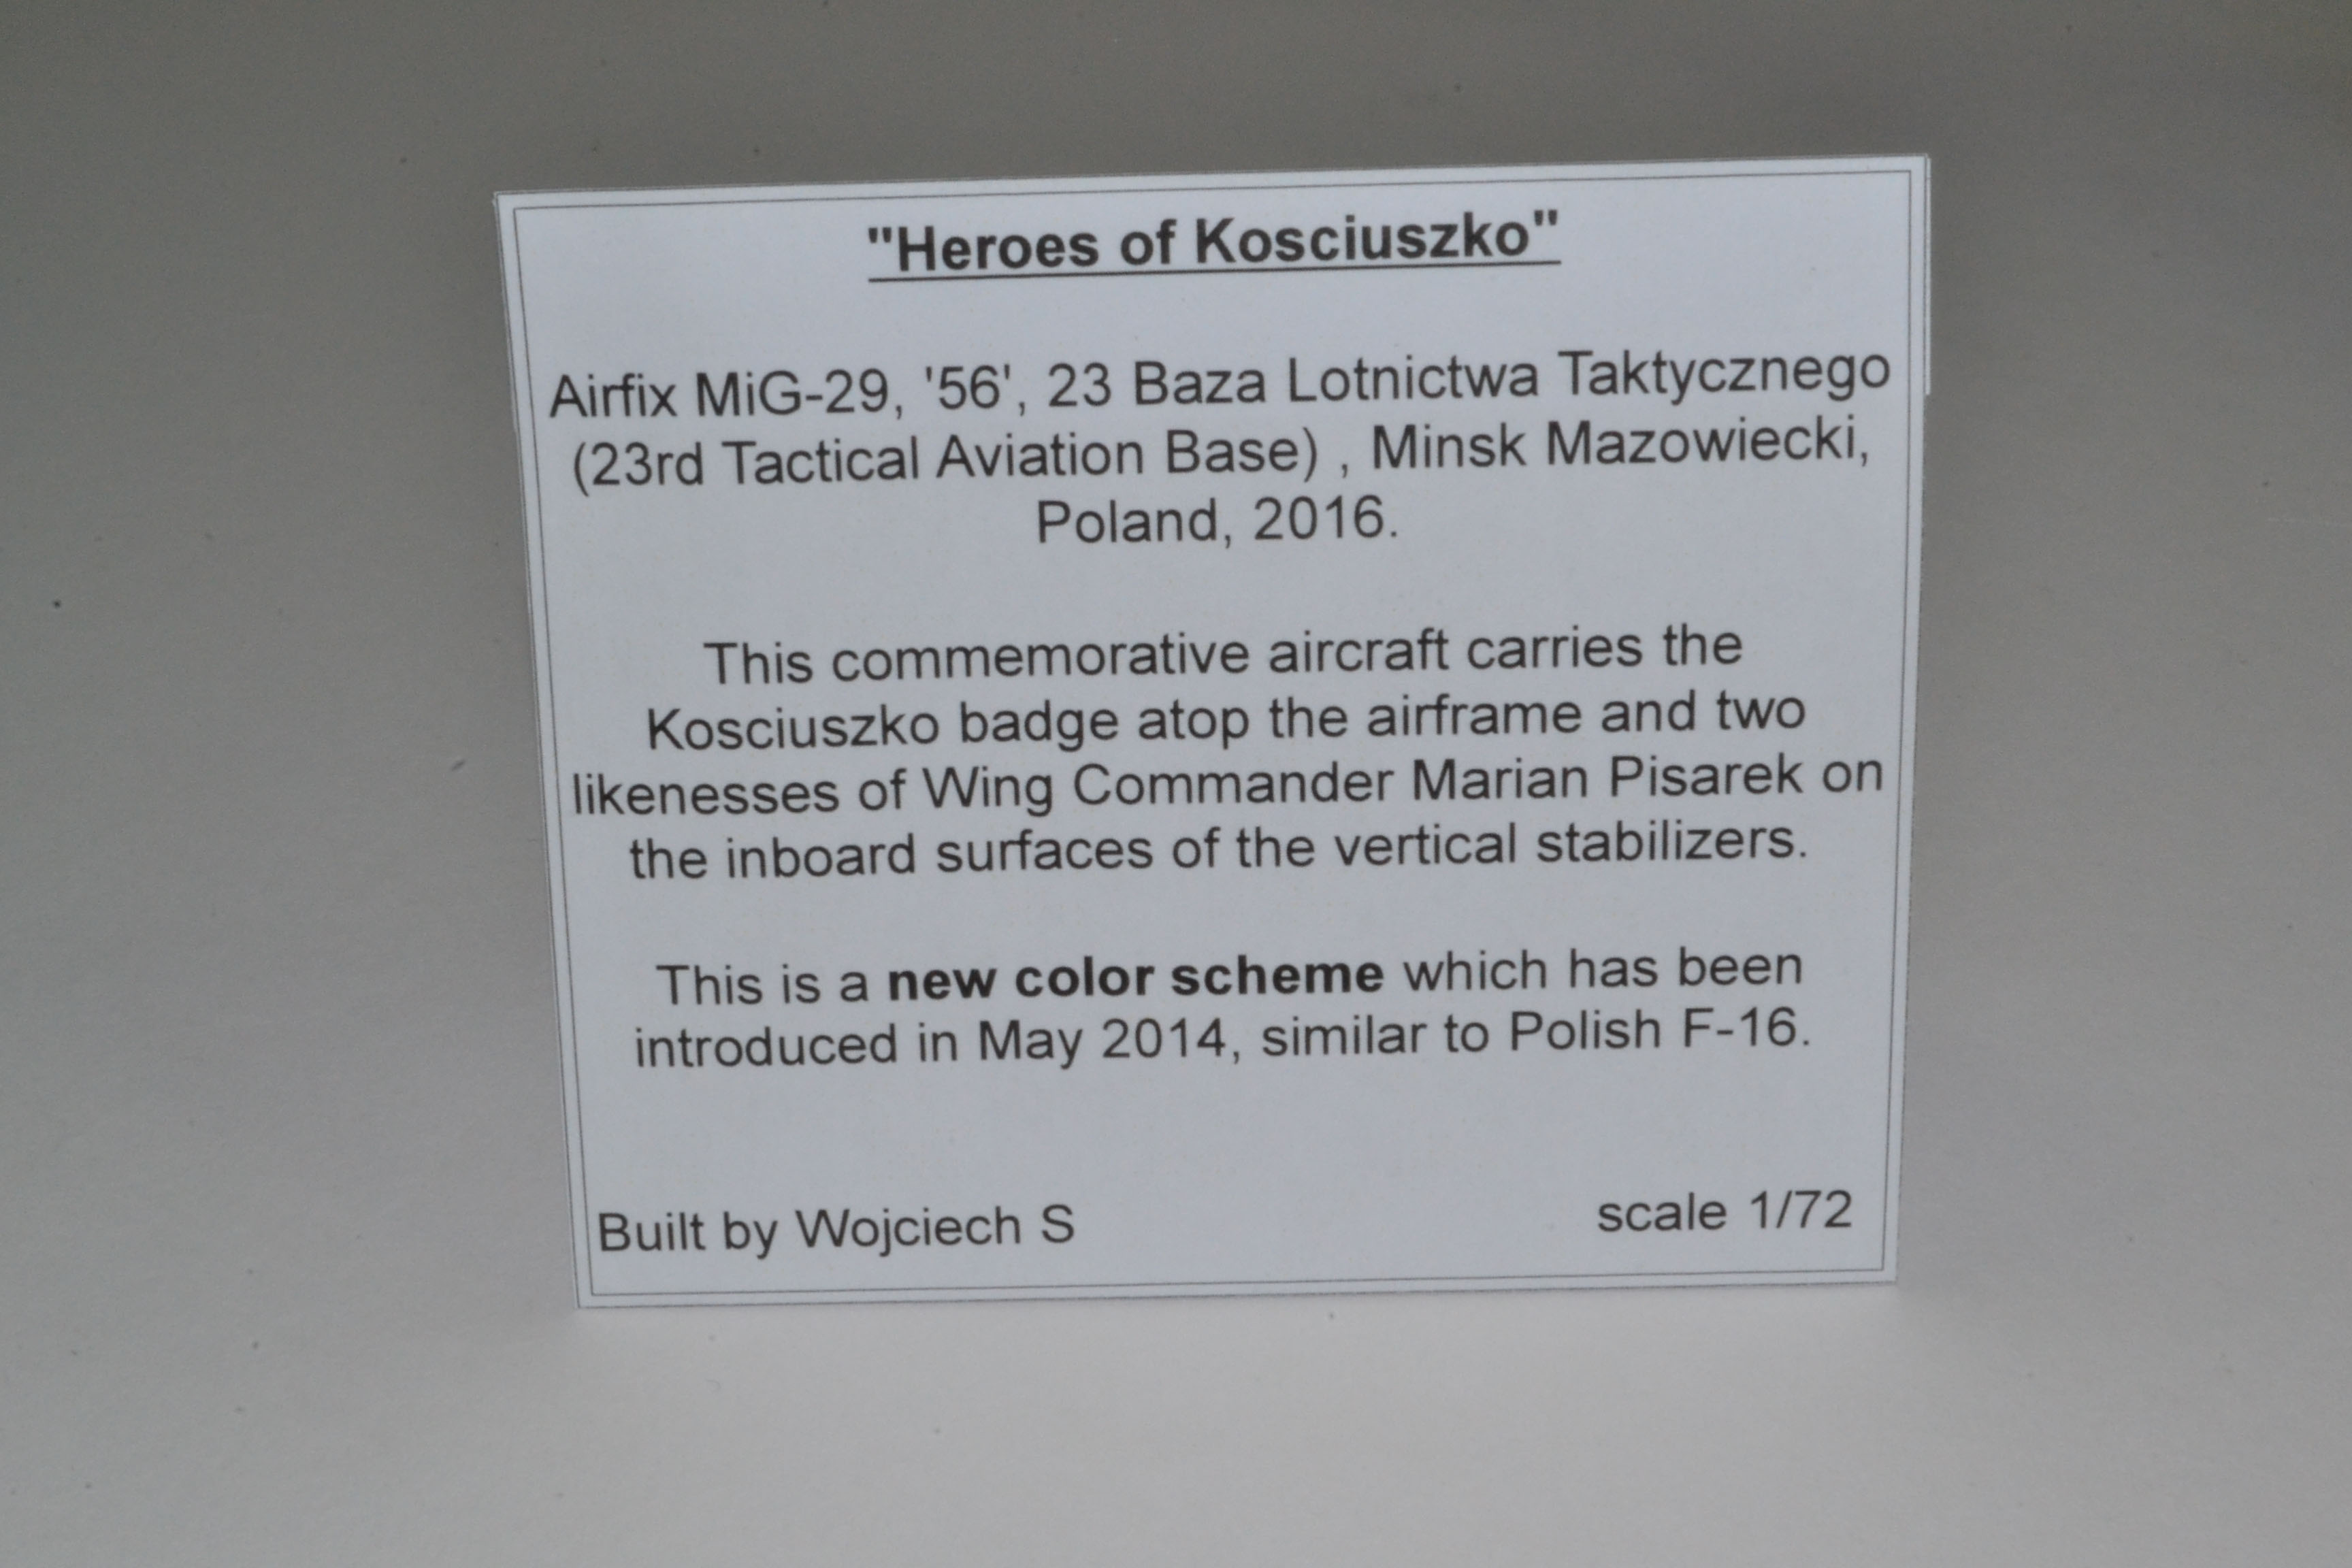 "Heroes of Kosciuszko"
Airfix MiG-29, '56', 23 Baza Lotnictwa Taktycznego
(23rd Tactical Aviation Base) , Minsk Mazowiecki,
Poland, 2016.
This commemorative aircraft carries the
Kosciuszko badge atop the airframe and two
likenesses of Wing Commander Marian Pisarek on
the inboard surfaces of the vertical stabilizers.
This is a new color scheme which has been
introduced in May 2014, similar to Polish F-16.
Built by Wojciech S
scale 1/72